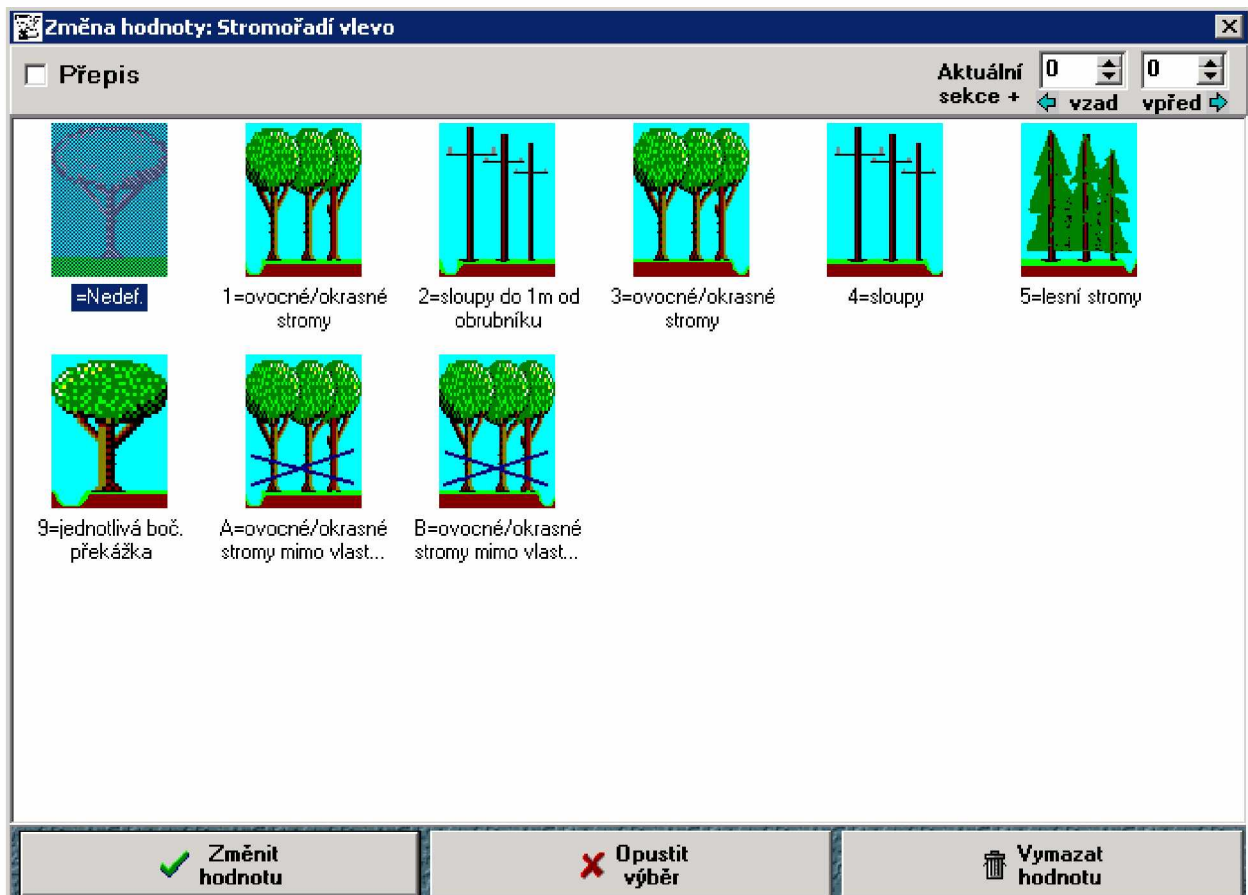 Změna hodnoty: Stromořadí vlevo
Přepis
Aktuální
sekce +
0
0
vzad
vpřed
=Nedef.
1=ovocné/okrasné
stromy
2=sloupy do 1m od
obrubníku
3=ovocné/okrasné
stromy
4=sloupy
5=lesní stromy
9=jednotlivá boč.
překážka
A=ovocné/okrasné
stromy mimo vlast...
B=ovocné/okrasné
stromy mimo vlast...
Změnit
hodnotu
Opustit
výběr
Vymazat
hodnotu